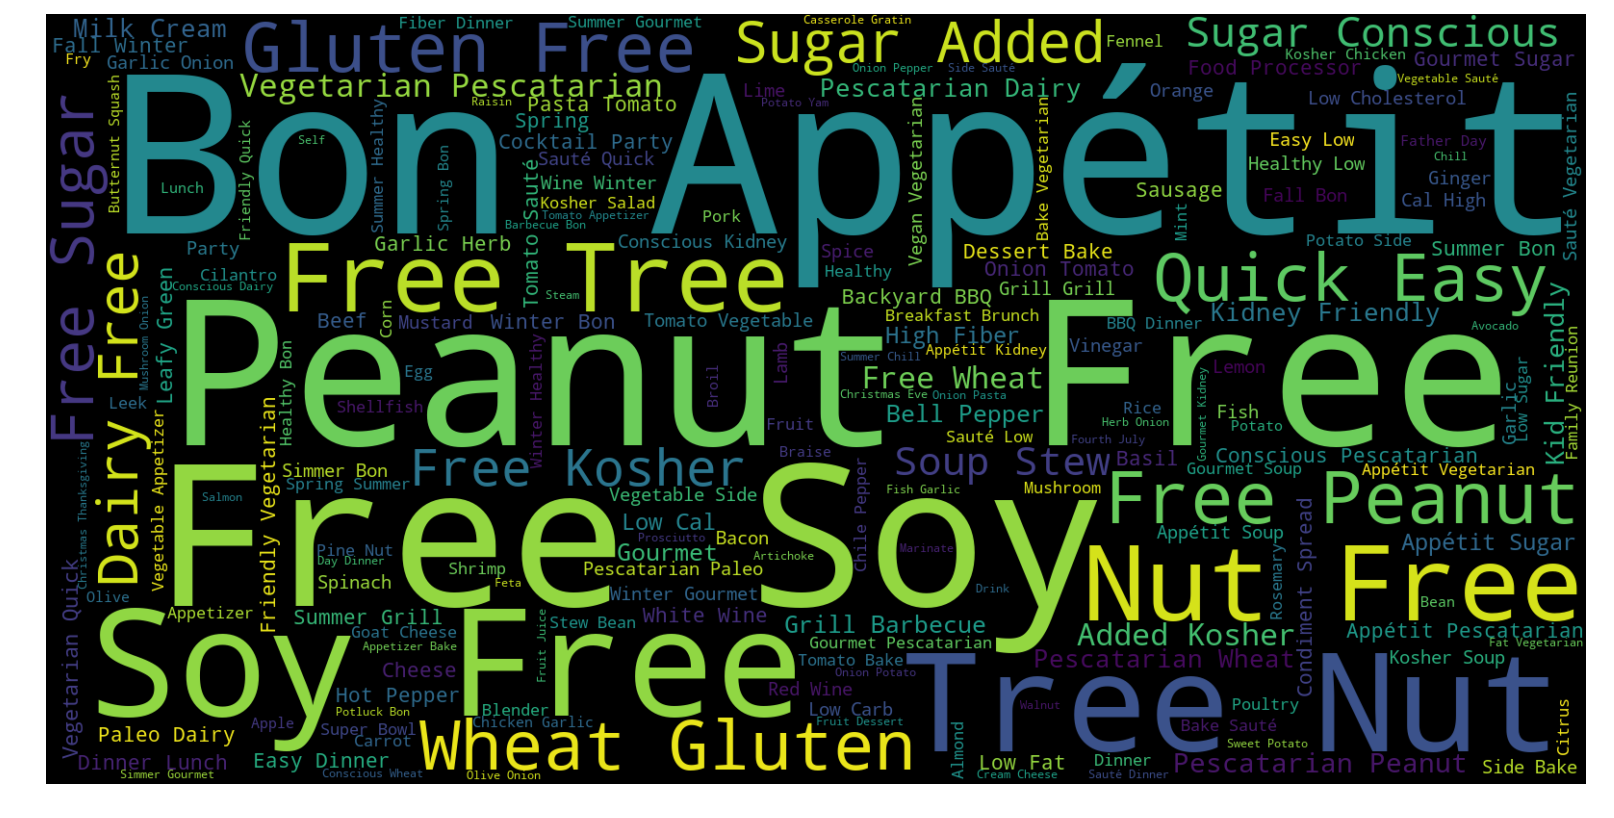 Milk Cream
Fiber Dinner
Summer Gourmet
Casserole Gratin
Sugar Conscious
Fall Winter
Gluten Free
Sugar Added
Fennel
Kosher Chicken
Fry
Garlic Onion
Onion Pepper
Side Sauté
Food Processor
Gourmet Sugar
Vegetable Sauté
Butternut Squash
Vegetarian Pescatarian
Raisin
Pasta Tomato
Lime
Potato Yam
Pescatarian Dairy
Orange
Low Cholesterol
Bon Appétit
Free Sugar
Friendly Quick
Self
Summer Healthy
Spring Bon
Spring
Cocktail Party
Sauté Quick
Wine Winter
Kosher Salad
Tomato Appetizer
Barbecue Bon
Tomato Sauté
Lunch
Pork
Vegan Vegetarian
Bake Vegetarian
Easy Low
Father Day
Healthy Low
Chill
Ginger
Sausage
Fall Bon
Cal High
Mint
Sauté Vegetarian
Party
Garlic Herb
Conscious Kidney
Spice
Dessert Bake
Potato Side
Summer Bon
Dairy Free
Cilantro
Conscious Dairy
Free Tree
Healthy
Onion Tomato
Quick Easy
Leafy Green
Mushroom Onion
Steam
Backyard BBQ
Grill Grill
Beef
Corn
Mustard
Winter Bon
Tomato Vegetable
Breakfast Brunch
BBQ Dinner
Kidney Friendly
Avocado
Peanut Free
High Fiber
Appétit Kidney
Vinegar
Kid Friendly
Family Reunion
Healthy Bon
Egg
Winter Healthy
Broil
Lamb
Summer Chill
Free Wheat
Lemon
Low Sugar
Garlic
Leek
Shellfish
Fruit
Christmas Eve
Onion Pasta
Bell Pepper
Rice
Herb Onion
Gourmet Kidney
Fish
Potato
Sauté Low
Fourth July
Christmas Thanksgiving
Vegetable Appetizer
Friendly Vegetarian
Simmer Bon
Spring Summer
Free Kosher
Braise
Soup Stew
Basil
Conscious Pescatarian
Gourmet Soup
Appétit Vegetarian
Salmon
Free Soy
Vegetable Side
Chile Pepper
Fish Garlic
Mushroom
Free Peanut
Low Cal
Prosciutto
Bacon
Marinate
Appétit Soup
Condiment Spread
Appétit Sugar
Pine Nut
Day Dinner
Gourmet
Artichoke
Nut Free
Rosemary
Spinach
Shrimp
Feta
Pescatarian Paleo
Vegetarian Quick
Olive
Winter Gourmet
Drink
Bean
Appetizer
Summer Grill
Fruit Juice
Stew Bean
White Wine
Grill Barbecue
Added Kosher
Appétit Pescatarian
Soy Free
Goat Cheese
Appetizer Bake
Gourmet Pescatarian
Fat Vegetarian
Cheese
Tomato Bake
Onion Potato
Tree Nut
Pescatarian Wheat
Kosher Soup
Hot Pepper
Red Wine
Walnut
Potluck Bon
Blender
Low Carb
Poultry
Apple
Super Bowl
Chicken Garlic
Fruit Dessert
Bake Sauté
Citrus
Paleo Dairy
Carrot
Wheat Gluten
Almond
Sweet Potato
Dinner Lunch
Easy Dinner
Low Fat
Dinner
Pescatarian Peanut
Side Bake
Simmer Gourmet
Conscious Wheat
Olive Onion
Cream Cheese
Sauté Dinner